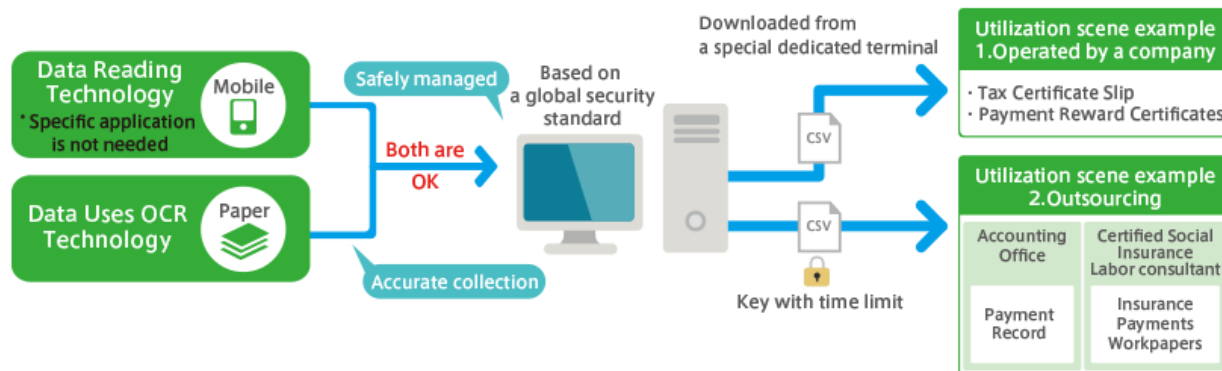 Data Reading
Technology
* Specific application
is not needed
Mobile
Data Uses OCR
Technology
Paper
Safely managed
Both are
OK
Accurate collection
Based on
a global security
standard
Downloaded from
a special dedicated terminal
CSV
CSV
Key with time limit
Utilization scene example
1.Operated by a company
· Tax Certificate Slip
· Payment Reward Certificates
Utilization scene example
2.Outsourcing
Accounting
Office
Payment
Record
Certified Social
Insurance
Labor consultant
Insurance
Payments
Workpapers